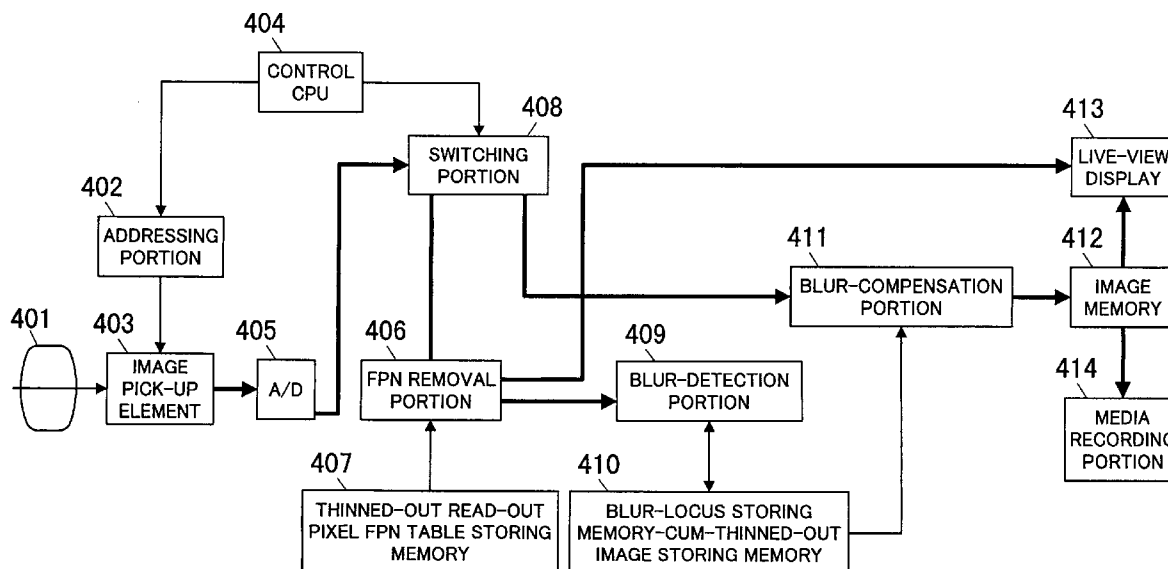 404
CONTROL
CPU
408
SWITCHING
PORTION
413
LIVE-VIEW
DISPLAY
402
ADDRESSING
PORTION
411
BLUR-COMPENSATION
PORTION
412
IMAGE
MEMORY
401
403
IMAGE
PICK-UP
ELEMENT
405
A/D
406
FPN REMOVAL
PORTION
409
BLUR-DETECTION
PORTION
414
MEDIA
RECORDING
PORTION
407
THINNED-OUT READ-OUT
PIXEL FPN TABLE STORING
MEMORY
410
BLUR-LOCUS STORING
MEMORY-CUM-THINNED-OUT
IMAGE STORING MEMORY